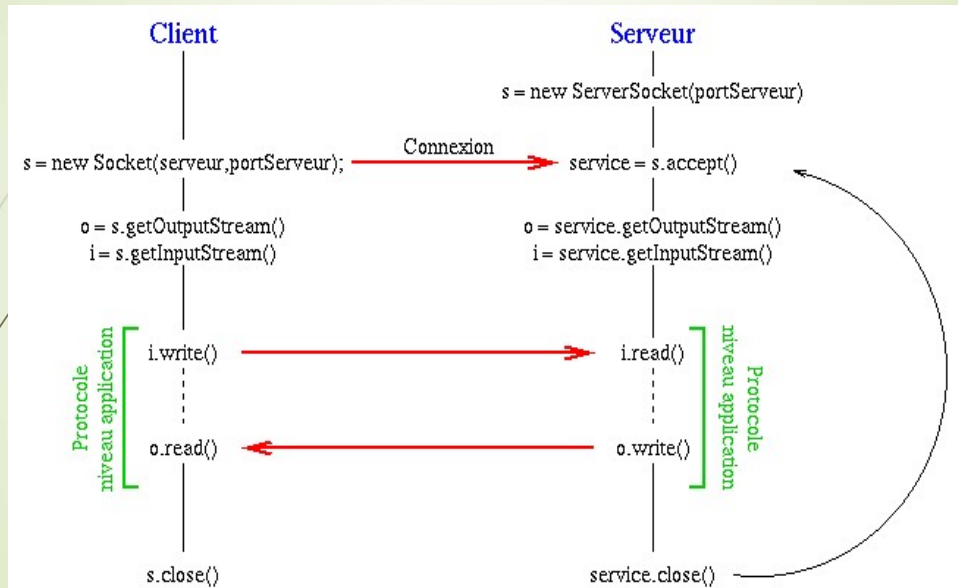 Client
Serveur
s = new ServerSocket(portServeur)
Connexion
s = new Socket(serveur,portServeur);
service = s.accept()
o = s.getOutputStream()
i = s.getInputStream()
o = service.getOutputStream()
i = service.getInputStream()
Protocole
niveau application
i.write()
i.read()
o.read()
o.write()
Protocole
niveau application
s.close()
service.close()